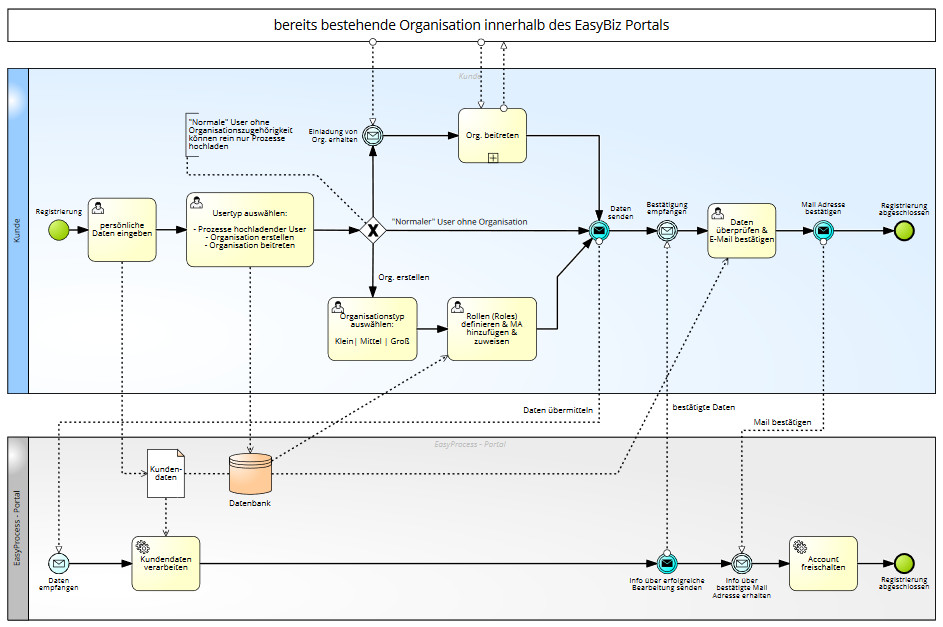 bereits bestehende Organisation innerhalb des EasyBiz Portals
Kunde
Kunde
"Normale" User ohne
Organisationszugehörigkeit
können rein nur Prozesse
hochladen
Einladung von
Org. erhalten
Org. beitreten
Registrierung
persönliche
Daten eingeben
Usertyp auswählen:
- Prozesse hochladender User
- Organisation erstellen
- Organisation beitreten
"Normaler" User ohne Organisation
Daten
senden
Bestätigung
empfangen
Daten
überprüfen &
E-Mail bestätigen
Mail Adresse
bestätigen
Registrierung
abgeschlossen
Org. erstellen
Organisationstyp
auswählen:
Klein| Mittel | Groß
Rollen (Roles)
definieren & MA
hinzufügen &
zuweisen
Daten übermitteln
bestätigte Daten
Mail bestätigen
EasyProcess - Portal
EasyProcess - Portal
Kunden-
daten
Datenbank
Daten
empfangen
Kundendaten
verarbeiten
Info über erfolgreiche
Bearbeitung senden
Info über
bestätigte Mail
Adresse erhalten
Account
freischalten
Registrierung
abgeschlossen